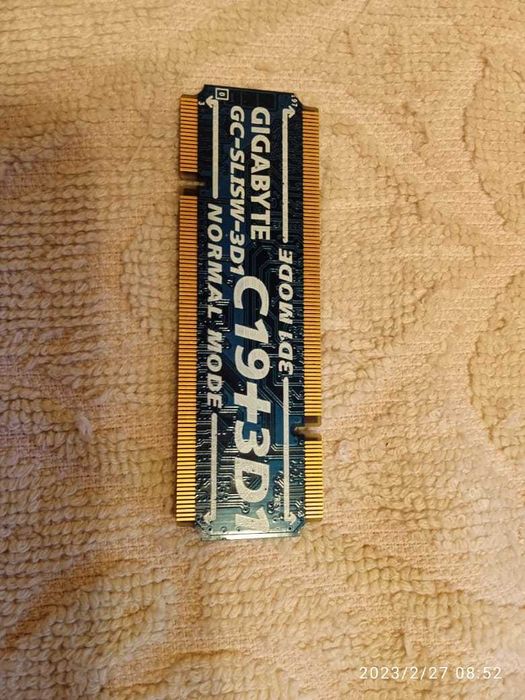 3D1 MODE
GIGABYTE
GC-SLISW-3D1
C19+3D1
NORMAL MODE
2023/2/27 08:52